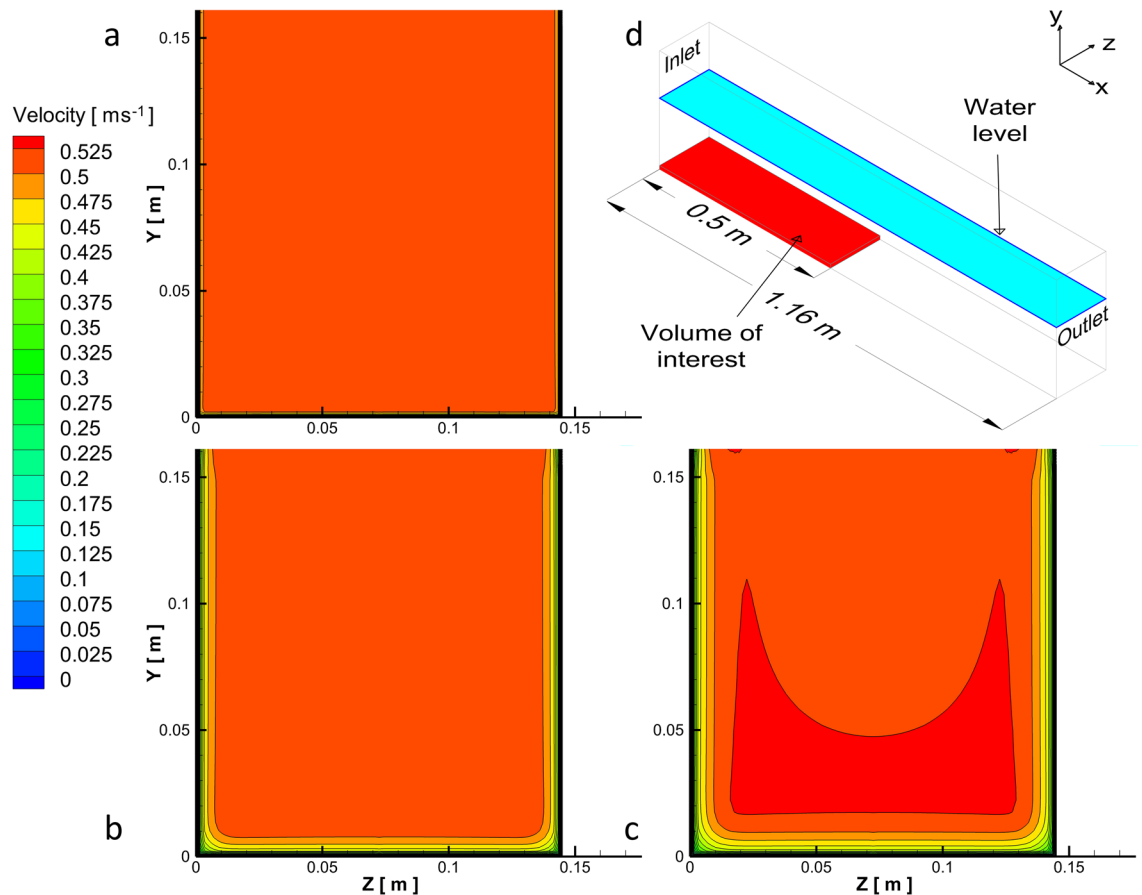 a
0.15
0.1
0.05
0
Y [ m ]
0.05
0.1
0.15
d
Inlet
Water
level
0.5 m
1.16 m
Volume of
interest
Outlet
y
z
x
Velocity [ ms-1 ]
0.525
0.5
0.475
0.45
0.425
0.4
0.375
0.35
0.325
0.3
0.275
0.25
0.225
0.2
0.175
0.15
0.125
0.1
0.075
0.05
0.025
0
b
0.15
0.1
0.05
0
Y [ m ]
0
0.05
0.1
0.15
Z [ m ]
c
0.15
0.1
0.05
0
0
0.05
0.1
0.15
Z [ m ]